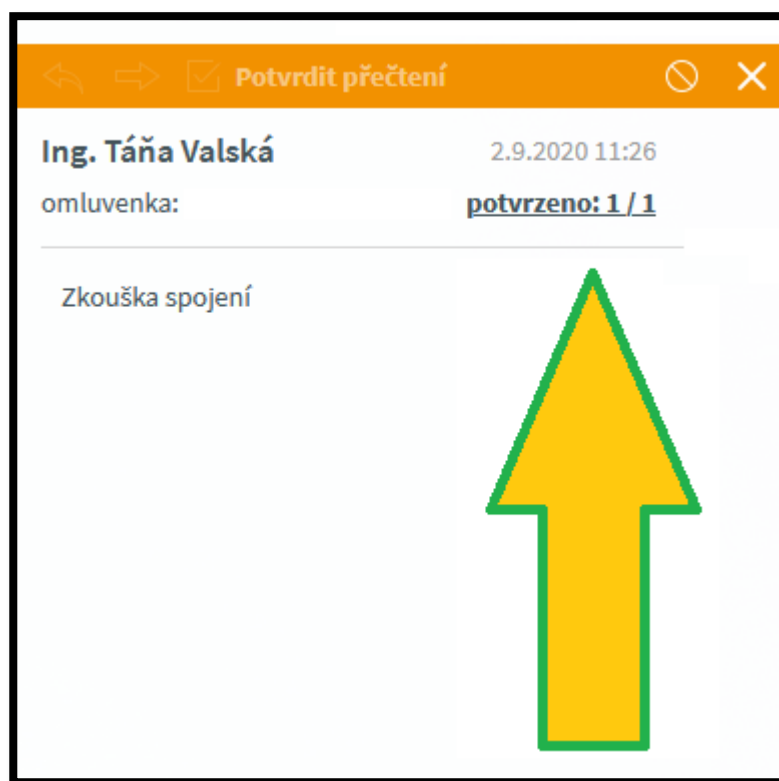 Potvrdit přečtení
Ing. Táňa Valská 2.9.2020 11:26
omluvenka: potvrzeno: 1 / 1
Zkouška spojení